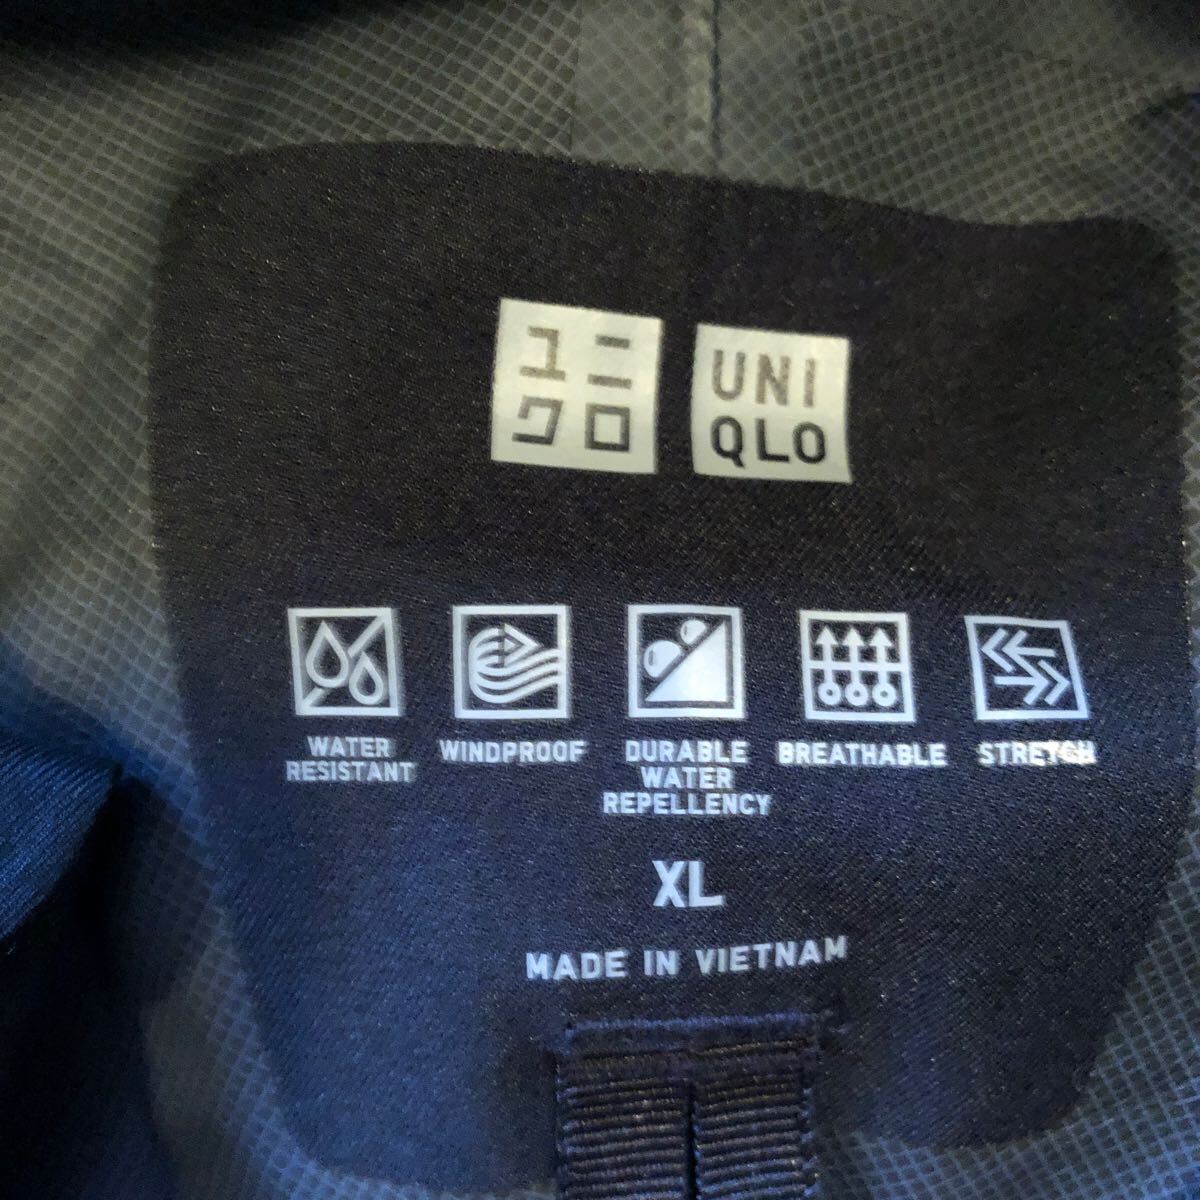 ユニ
クロ
UNI
QLO
WATER
RESISTANT
WINDPROOF
DURABLE
WATER
REPELLENCY
BREATHABLE
STRETCH
XL
MADE IN VIETNAM